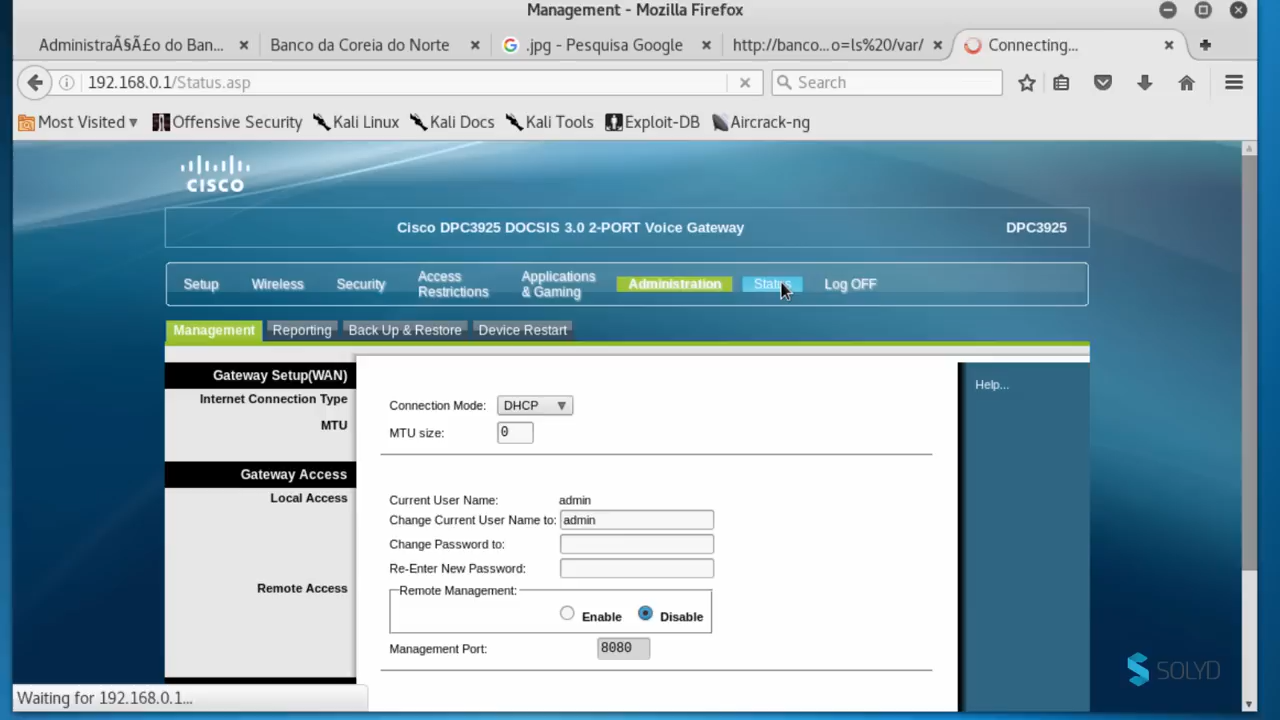 Management - Mozilla Firefox
AdministraÃ§Ã£o do Ban... Banco da Coreia do Norte .jpg - Pesquisa Google http://banco...o=ls%20/var/ Connecting...
192.168.0.1/Status.asp Search
Most Visited Offensive Security Kali Linux Kali Docs Kali Tools Exploit-DB Aircrack-ng
CISCO
Cisco DPC3925 DOCSIS 3.0 2-PORT Voice Gateway DPC3925
Setup Wireless Security Access Restrictions Applications & Gaming Administration Status Log OFF
Management Reporting Back Up & Restore Device Restart
Gateway Setup(WAN)
Help...
Internet Connection Type
Connection Mode: DHCP
MTU
MTU size: 0
Gateway Access
Local Access
Current User Name: admin
Change Current User Name to: admin
Change Password to:
Re-Enter New Password:
Remote Access
Remote Management:
Enable Disable
Management Port: 8080
SOLYD
Waiting for 192.168.0.1...